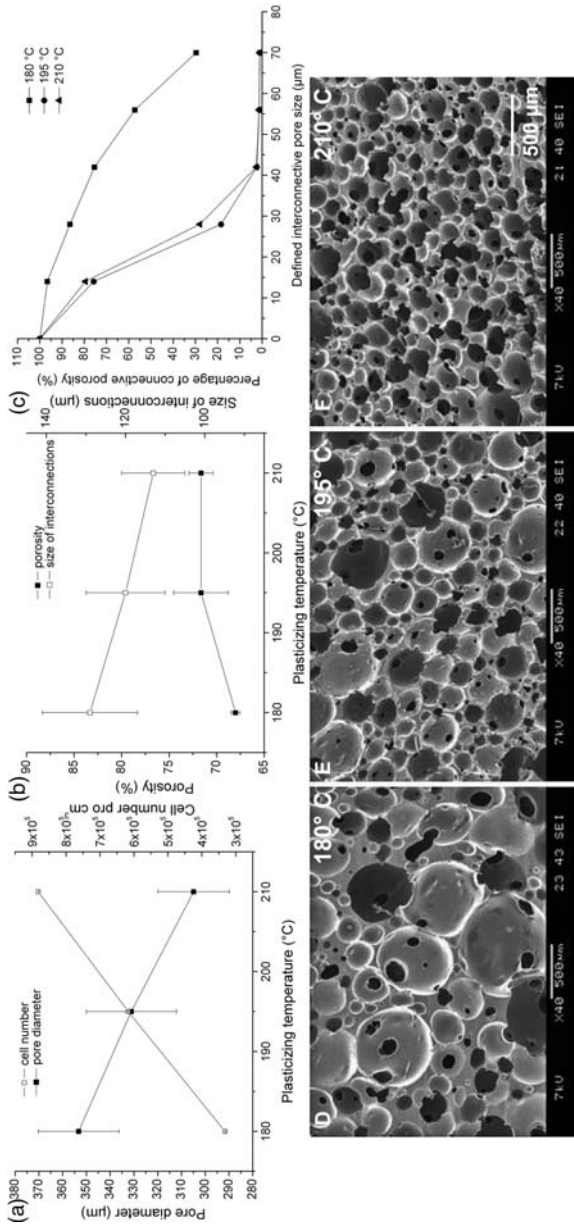 (a)
380
370
360
350
340
330
320
310
300
290
280
Pore diameter (µm)
cell number
pore diameter
180
190
200
210
Plasticizing temperature (°C)
9x10⁵
8x10⁵
7x10⁵
6x10⁵
5x10⁵
4x10⁵
3x10⁵
Cell number pro cm
(b)
90
85
80
75
70
65
Porosity (%)
porosity
size of interconnections
180
190
200
210
Plasticizing temperature (°C)
140
120
100
Size of interconnections (µm)
(c)
110
100
90
80
70
60
50
40
30
20
10
0
Percentage of connective porosity (%)
180 °C
195 °C
210 °C
0
10
20
30
40
50
60
70
80
Defined interconnective pore size (µm)
D
180° C
7kV
X40 500µm
23 43 SEI
E
195° C
7kV
X40 500µm
22 40 SEI
210° C
500 µm
7kV
X40 500µm
21 40 SEI